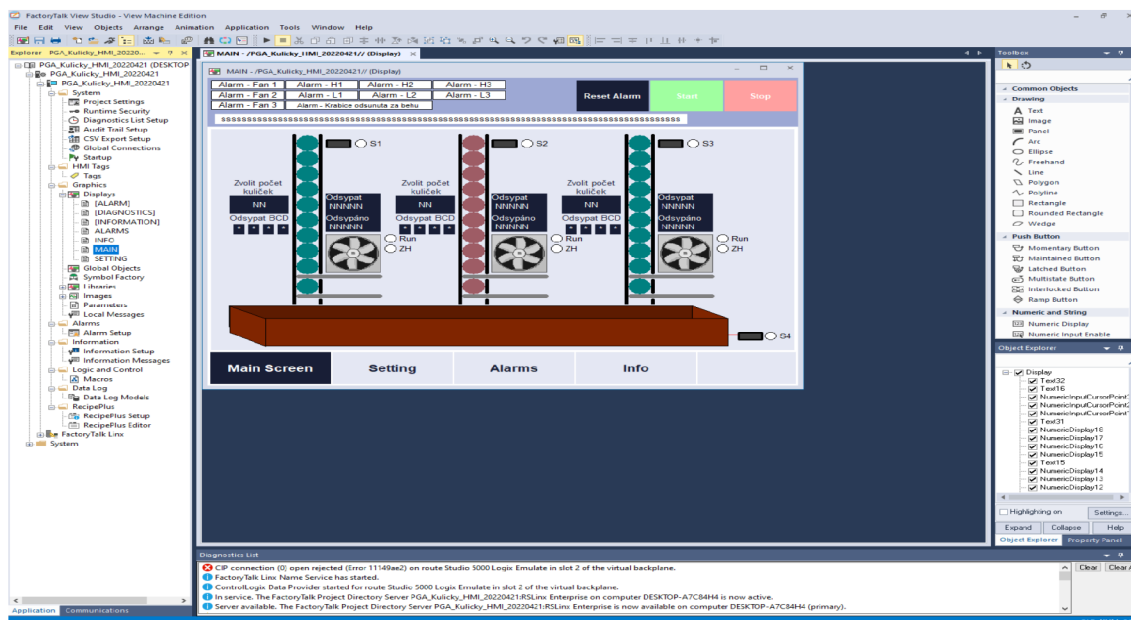 FactoryTalk View Studio - View Machine Edition
File Edit View Objects Arrange Animation Application Tools Window Help
Explorer PGA_Kulicky_HMI_20220...
MAIN - /PGA_Kulicky_HMI_20220421// (Display)
Toolbox
PGA_Kulicky_HMI_20220421 (DESKTOP
PGA_Kulicky_HMI_20220421
PGA_Kulicky_HMI_20220421
System
Project Settings
Runtime Security
Diagnostics List Setup
Audit Trail Setup
CSV Export Setup
Global Connections
Startup
HMI Tags
Tags
Graphics
Displays
[ALARM]
[DIAGNOSTICS]
[INFORMATION]
ALARMS
INFO
MAIN
SETTING
Global Objects
Symbol Factory
Libraries
Images
Parameters
Local Messages
Alarms
Alarm Setup
Information
Information Setup
Information Messages
Logic and Control
Macros
Data Log
Data Log Models
RecipePlus
RecipePlus Setup
RecipePlus Editor
FactoryTalk Linx
System
Application Communications
MAIN - /PGA_Kulicky_HMI_20220421// (Display)
Alarm - Fan 1 Alarm - H1 Alarm - H2 Alarm - H3
Alarm - Fan 2 Alarm - L1 Alarm - L2 Alarm - L3
Alarm - Fan 3 Alarm - Krabice odsunuta za behu
Reset Alarm Start Stop
S1 S2 S3
Zvolit počet kuliček
NN
Odsypat BCD
* * * *
Odsypat
NNNNN
Odsypáno
NNNNN
Run
ZH
Zvolit počet kuliček
NN
Odsypat BCD
* * * *
Odsypat
NNNNN
Odsypáno
NNNNN
Run
ZH
Zvolit počet kuliček
NN
Odsypat BCD
* * * *
Odsypat
NNNNN
Odsypáno
NNNNN
Run
ZH
S4
Main Screen Setting Alarms Info
Common Objects
Drawing
Text
Image
Panel
Arc
Ellipse
Freehand
Line
Polygon
Polyline
Rectangle
Rounded Rectangle
Wedge
Push Button
Momentary Button
Maintained Button
Latched Button
Multistate Button
Interlocked Button
Ramp Button
Numeric and String
Numeric Display
Numeric Input Enable
Object Explorer
Display
Text32
Text16
NumericInputCursorPoint
NumericInputCursorPoint
NumericInputCursorPoint
Text31
NumericDisplay18
NumericDisplay17
NumericDisplay16
NumericDisplay15
Text15
NumericDisplay14
NumericDisplay13
NumericDisplay12
Highlighting on Settings...
Expand Collapse Help
Object Explorer Property Panel
Diagnostics List
CIP connection (0) open rejected (Error 11149ae2) on route Studio 5000 Logix Emulate in slot 2 of the virtual backplane.
FactoryTalk Linx Name Service has started.
ControlLogix Data Provider started for route Studio 5000 Logix Emulate in slot 2 of the virtual backplane.
In service. The FactoryTalk Project Directory Server PGA_Kulicky_HMI_20220421:RSLinx Enterprise on computer DESKTOP-A7C84H4 is now active.
Server available. The FactoryTalk Project Directory Server PGA_Kulicky_HMI_20220421:RSLinx Enterprise is now available on computer DESKTOP-A7C84H4 (primary).
Clear Clear